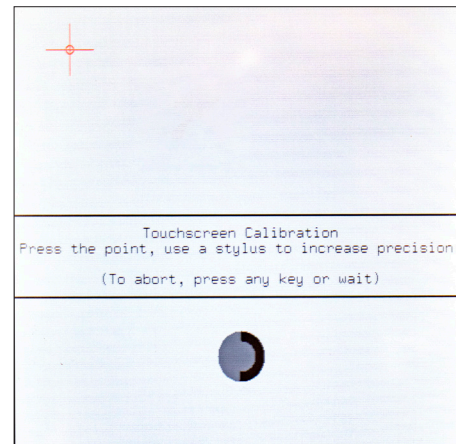 Touchscreen Calibration
Press the point, use a stylus to increase precision
(To abort, press any key or wait)